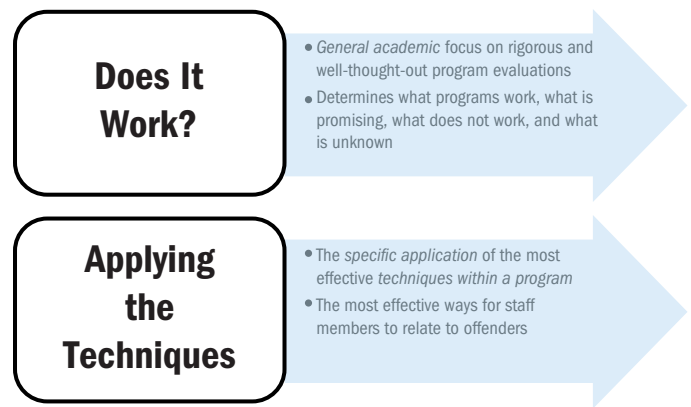 Does It
Work?
• General academic focus on rigorous and
well-thought-out program evaluations
• Determines what programs work, what is
promising, what does not work, and what
is unknown
Applying
the
Techniques
• The specific application of the most
effective techniques within a program
• The most effective ways for staff
members to relate to offenders